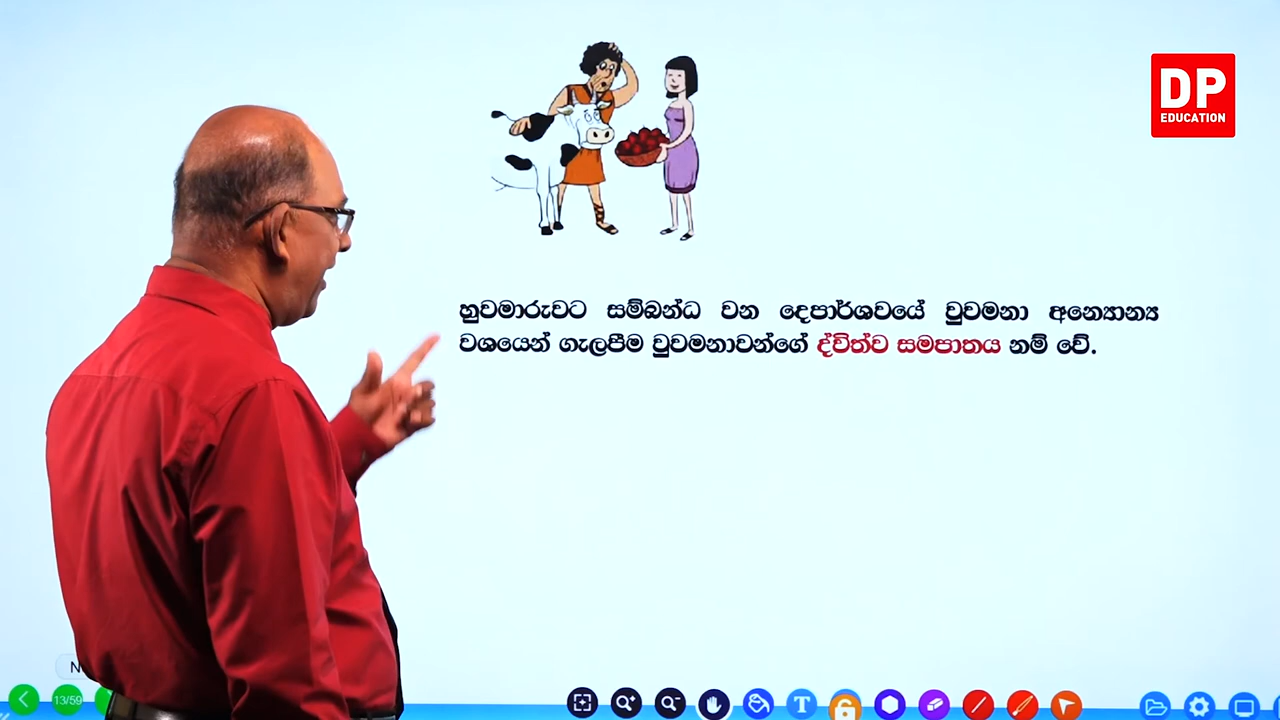 DP
EDUCATION
හුවමාරුවට සම්බන්ධ වන දෙපාර්ශවයේ වුවමනා අන්‍යොන්‍ය
වශයෙන් ගැලපීම වුවමනාවන්ගේ ද්විත්ව සමපාතය නම් වේ.
13/59
T